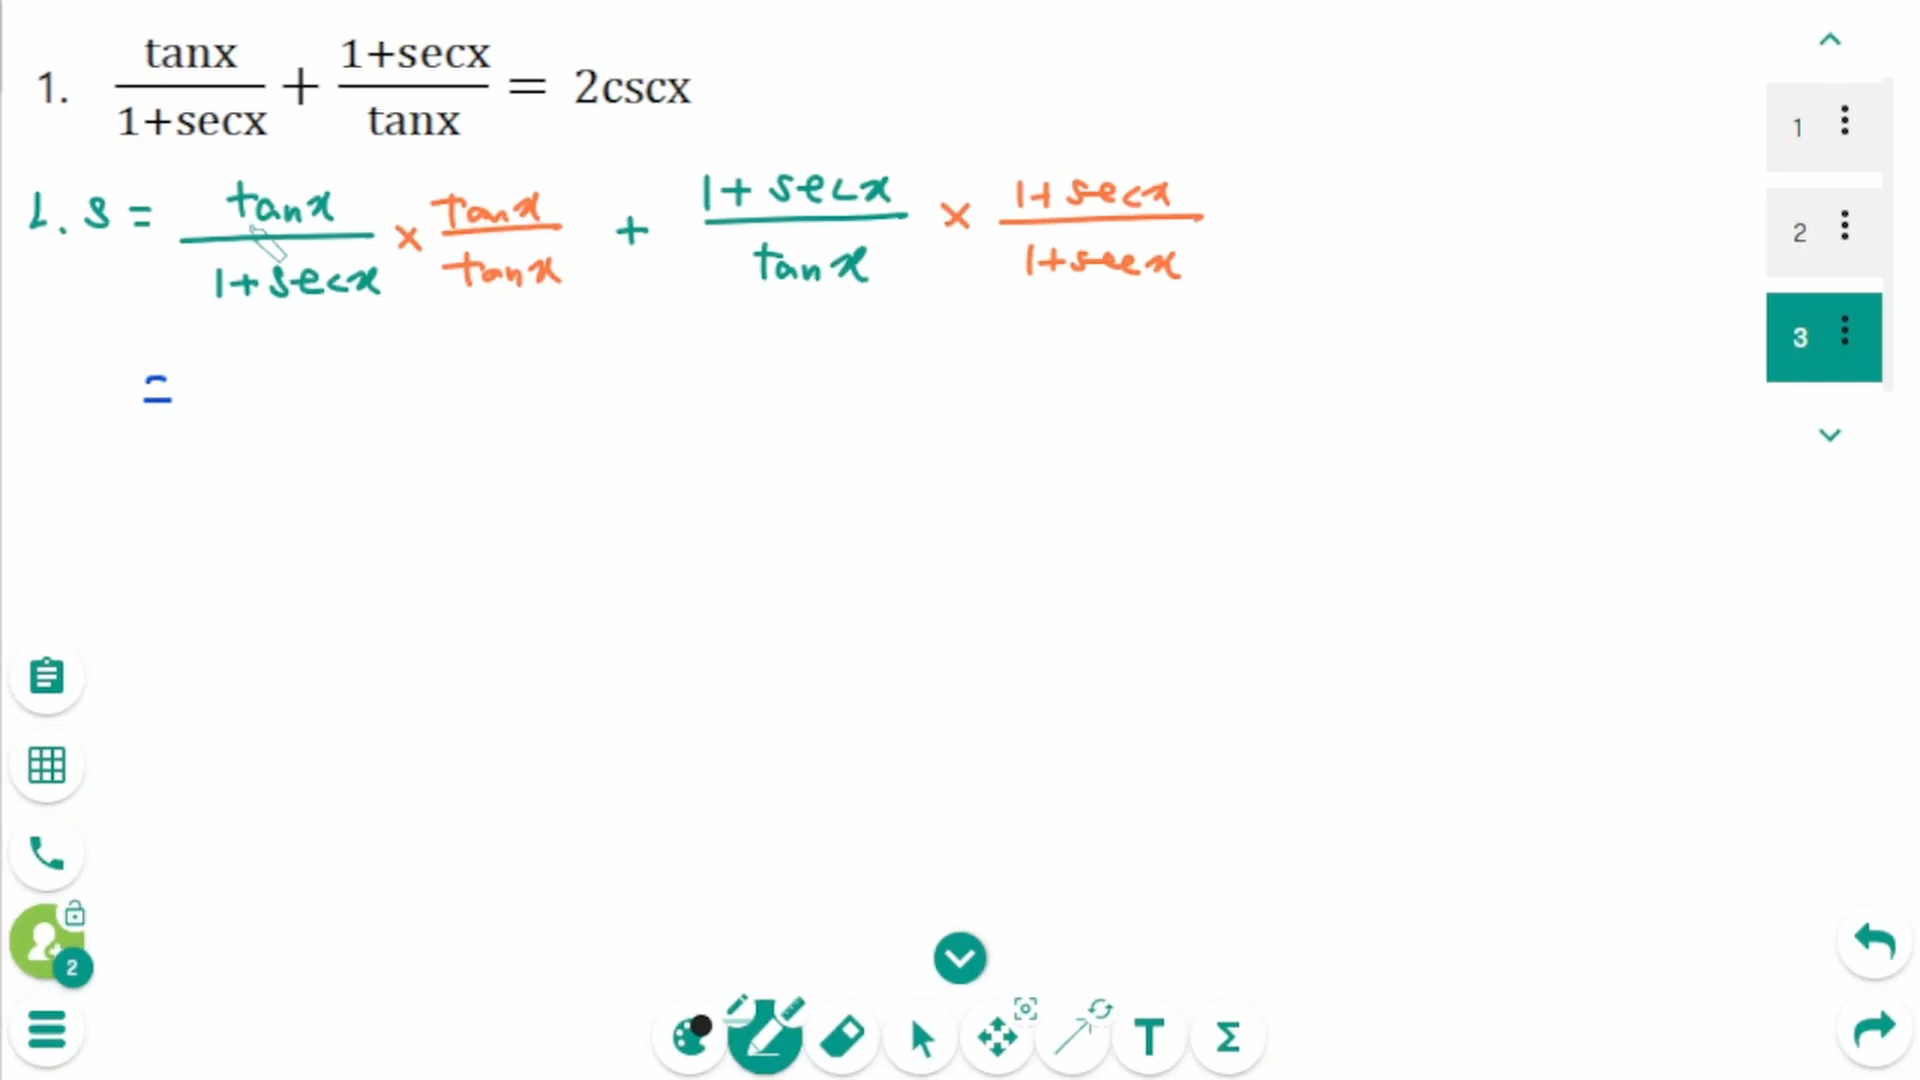 1. tanx/1+secx + 1+secx/tanx = 2cscx
L.S = tanx/1+secx × tanx/tanx + 1+secx/tanx × 1+secx/1+secx
=
1
2
3
2
T
Σ